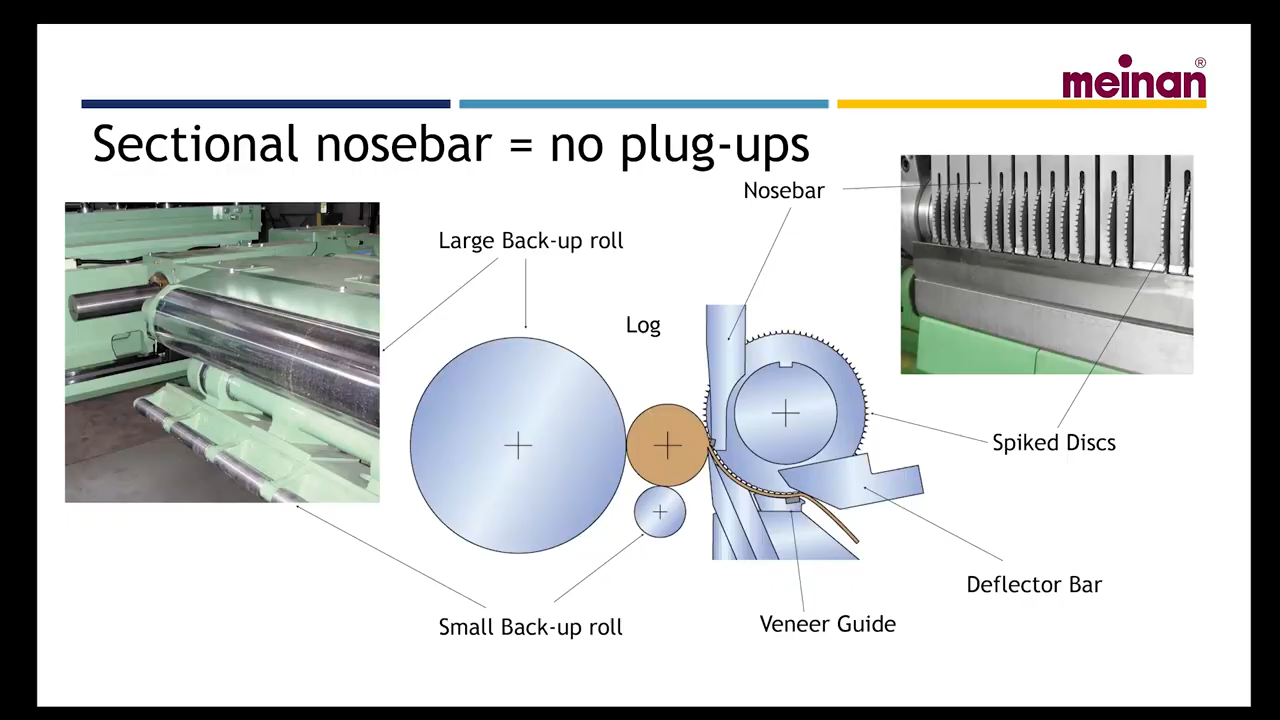 meinan®
Sectional nosebar = no plug-ups
Nosebar
Large Back-up roll
Log
Spiked Discs
Deflector Bar
Veneer Guide
Small Back-up roll